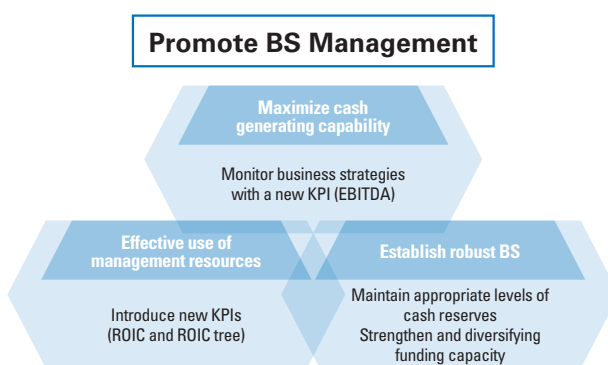 Promote BS Management
Maximize cash
generating capability
Monitor business strategies
with a new KPI (EBITDA)
Effective use of
management resources
Introduce new KPIs
(ROIC and ROIC tree)
Establish robust BS
Maintain appropriate levels of
cash reserves
Strengthen and diversifying
funding capacity